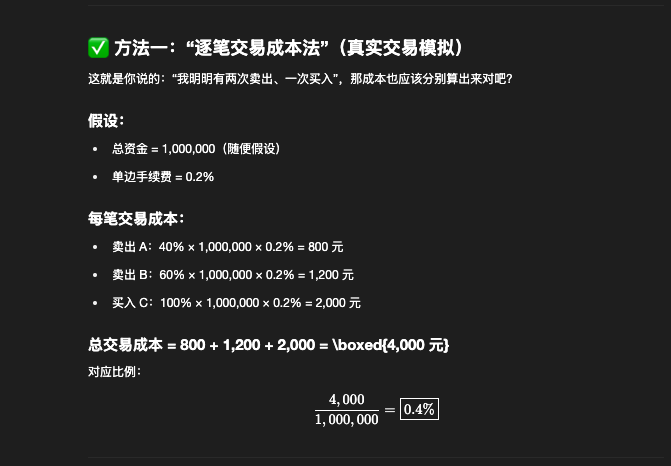 ✅ 方法一：“逐笔交易成本法”（真实交易模拟）
这就是你说的：“我明明有两次卖出、一次买入”，那成本也应该分别算出来对吧？
假设：
• 总资金 = 1,000,000（随便假设）
• 单边手续费 = 0.2%
每笔交易成本：
• 卖出 A：40% × 1,000,000 × 0.2% = 800 元
• 卖出 B：60% × 1,000,000 × 0.2% = 1,200 元
• 买入 C：100% × 1,000,000 × 0.2% = 2,000 元
总交易成本 = 800 + 1,200 + 2,000 = \boxed{4,000 元}
对应比例：
4,000
1,000,000 = 0.4%